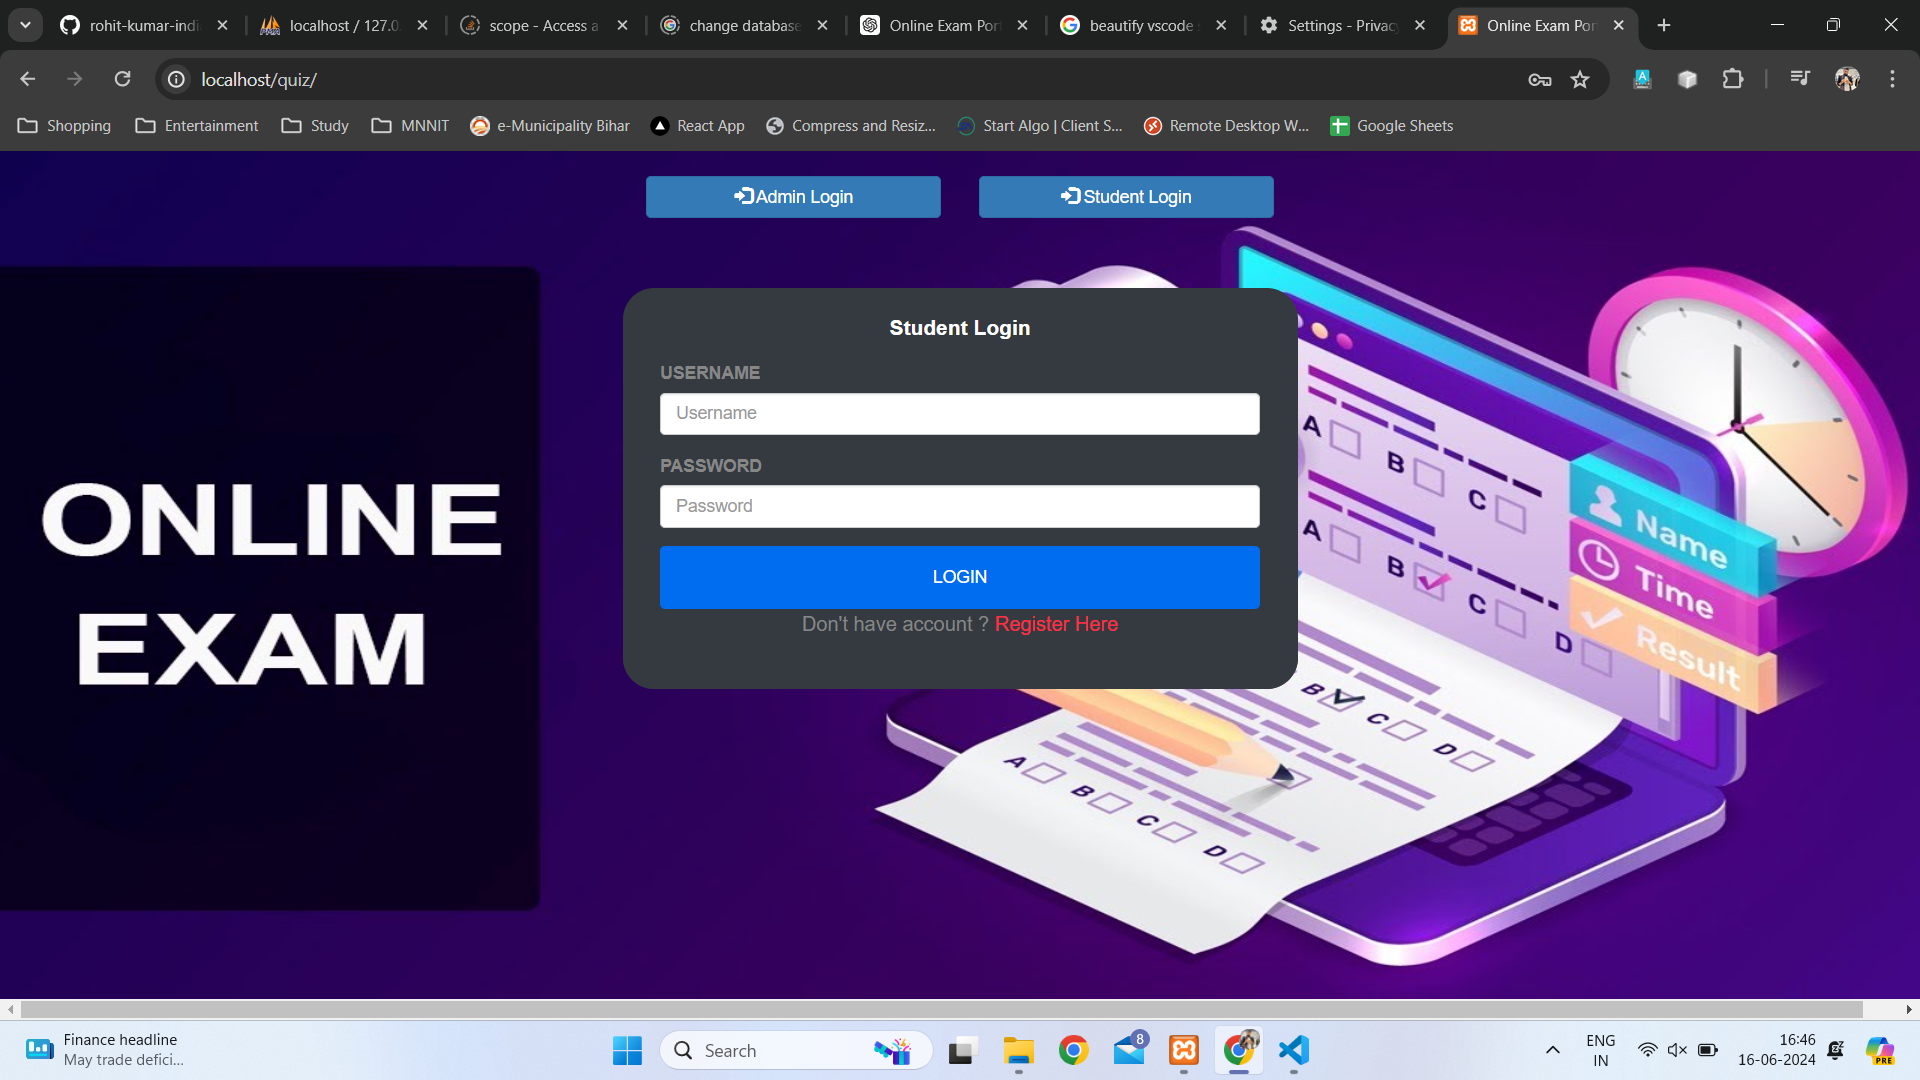 rohit-kumar-indi
localhost / 127.0.
scope - Access a
change database
Online Exam Por
beautify vscode
Settings - Privac
Online Exam Por
localhost/quiz/
Shopping
Entertainment
Study
MNNIT
e-Municipality Bihar
React App
Compress and Resiz...
Start Algo | Client S...
Remote Desktop W...
Google Sheets
Admin Login
Student Login
ONLINE
EXAM
Student Login
USERNAME
Username
PASSWORD
Password
LOGIN
Don't have account ? Register Here
A
B
C
A
B
C
D
Name
Time
Result
B
C
D
A
B
C
D
Finance headline
May trade defici...
Search
8
ENG
IN
16:46
16-06-2024
PRE